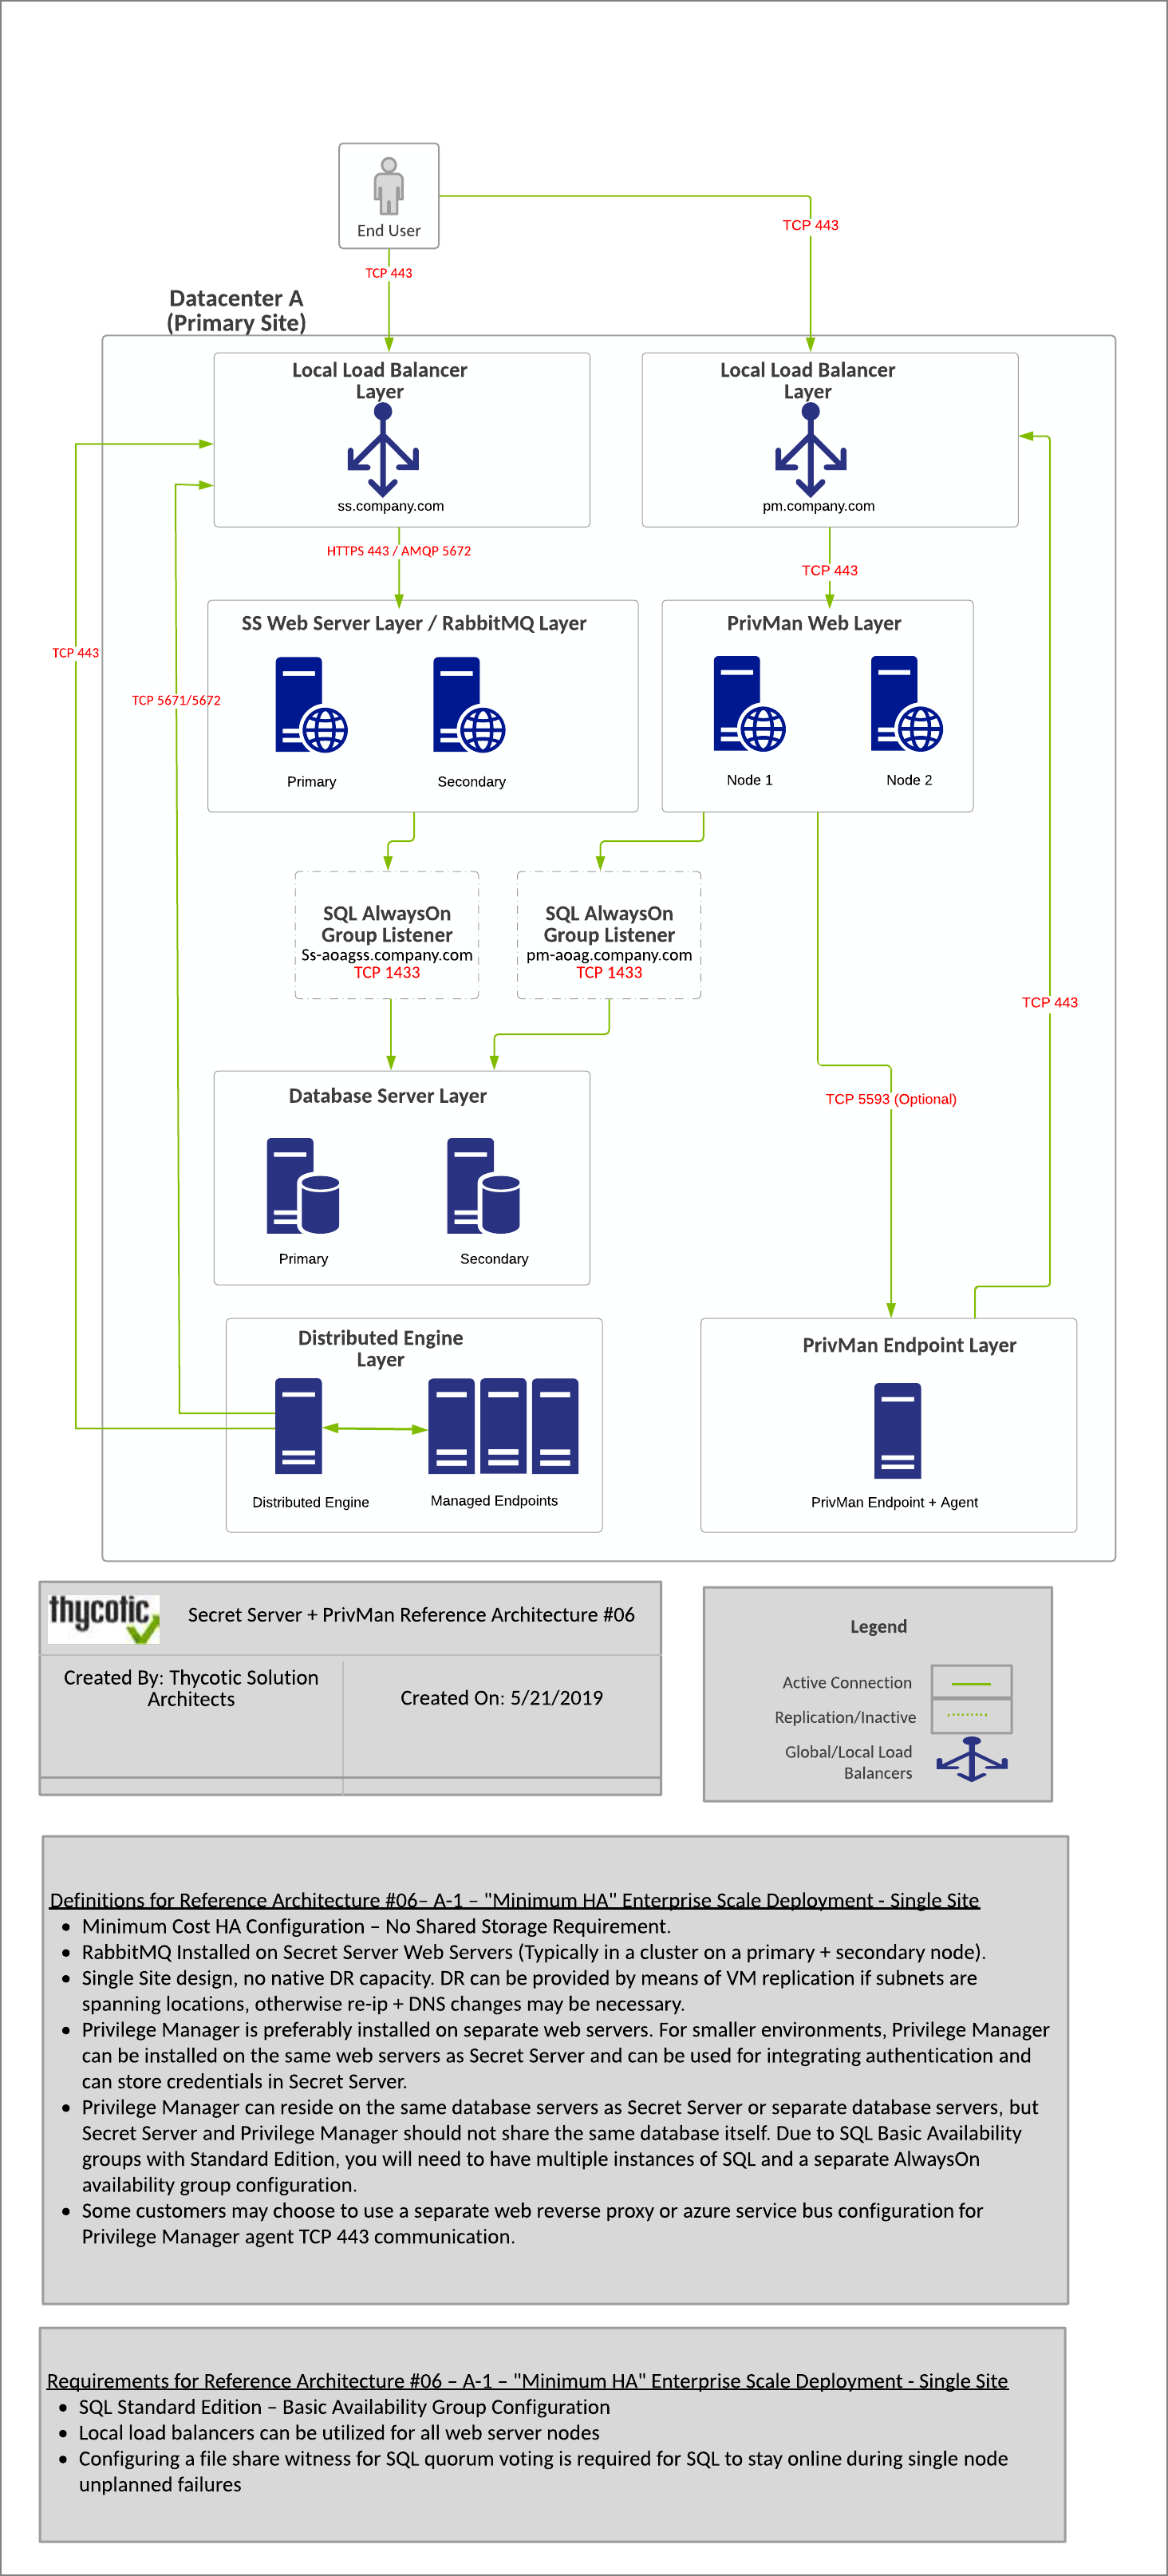 End User
TCP 443
TCP 443
Datacenter A
(Primary Site)
Local Load Balancer
Layer
ss.company.com
Local Load Balancer
Layer
pm.company.com
HTTPS 443 / AMQP 5672
TCP 443
SS Web Server Layer / RabbitMQ Layer
Primary
Secondary
PrivMan Web Layer
Node 1
Node 2
TCP 443
TCP 5671/5672
SQL AlwaysOn
Group Listener
Ss-aoagss.company.com
TCP 1433
SQL AlwaysOn
Group Listener
pm-aoag.company.com
TCP 1433
TCP 443
TCP 5593 (Optional)
Database Server Layer
Primary
Secondary
Distributed Engine
Layer
Distributed Engine
Managed Endpoints
PrivMan Endpoint Layer
PrivMan Endpoint + Agent
thycotic
Secret Server + PrivMan Reference Architecture #06
Created By: Thycotic Solution
Architects
Created On: 5/21/2019
Legend
Active Connection
Replication/Inactive
Global/Local Load
Balancers
Definitions for Reference Architecture #06– A-1 – "Minimum HA" Enterprise Scale Deployment - Single Site
• Minimum Cost HA Configuration – No Shared Storage Requirement.
• RabbitMQ Installed on Secret Server Web Servers (Typically in a cluster on a primary + secondary node).
• Single Site design, no native DR capacity. DR can be provided by means of VM replication if subnets are
spanning locations, otherwise re-ip + DNS changes may be necessary.
• Privilege Manager is preferably installed on separate web servers. For smaller environments, Privilege Manager
can be installed on the same web servers as Secret Server and can be used for integrating authentication and
can store credentials in Secret Server.
• Privilege Manager can reside on the same database servers as Secret Server or separate database servers, but
Secret Server and Privilege Manager should not share the same database itself. Due to SQL Basic Availability
groups with Standard Edition, you will need to have multiple instances of SQL and a separate AlwaysOn
availability group configuration.
• Some customers may choose to use a separate web reverse proxy or azure service bus configuration for
Privilege Manager agent TCP 443 communication.
Requirements for Reference Architecture #06 – A-1 – "Minimum HA" Enterprise Scale Deployment - Single Site
• SQL Standard Edition – Basic Availability Group Configuration
• Local load balancers can be utilized for all web server nodes
• Configuring a file share witness for SQL quorum voting is required for SQL to stay online during single node
unplanned failures